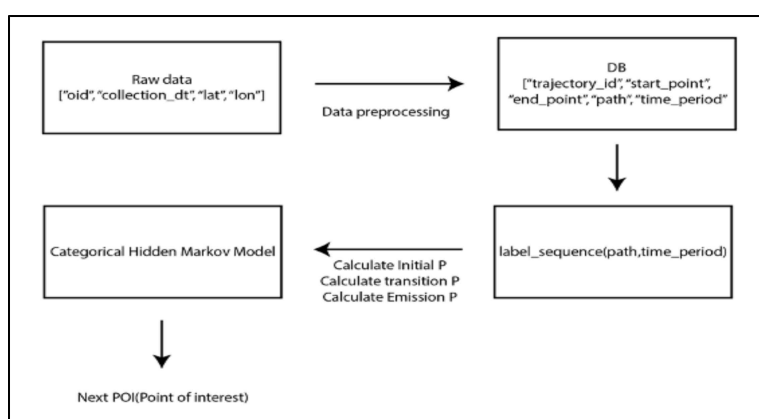 Raw data
["oid","collection_dt","lat","lon"]
Data preprocessing
DB
["trajectory_id","start_point",
"end_point","path","time_period"
label_sequence(path,time_period)
Calculate Initial P
Calculate transition P
Calculate Emission P
Categorical Hidden Markov Model
Next POI(Point of interest)